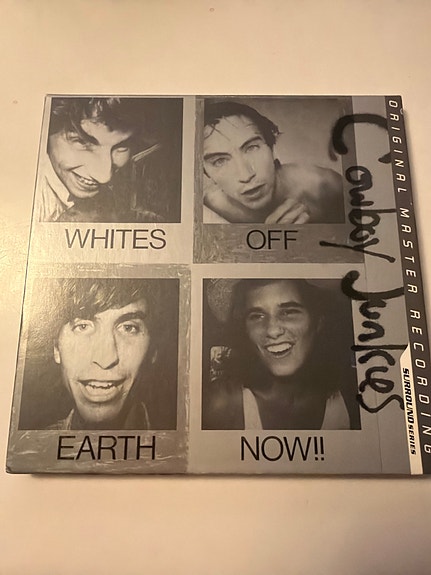 WHITES OFF
EARTH NOW!!
Cowboy Junkies
ORIGINAL MASTER RECORDING
SURROUND SERIES